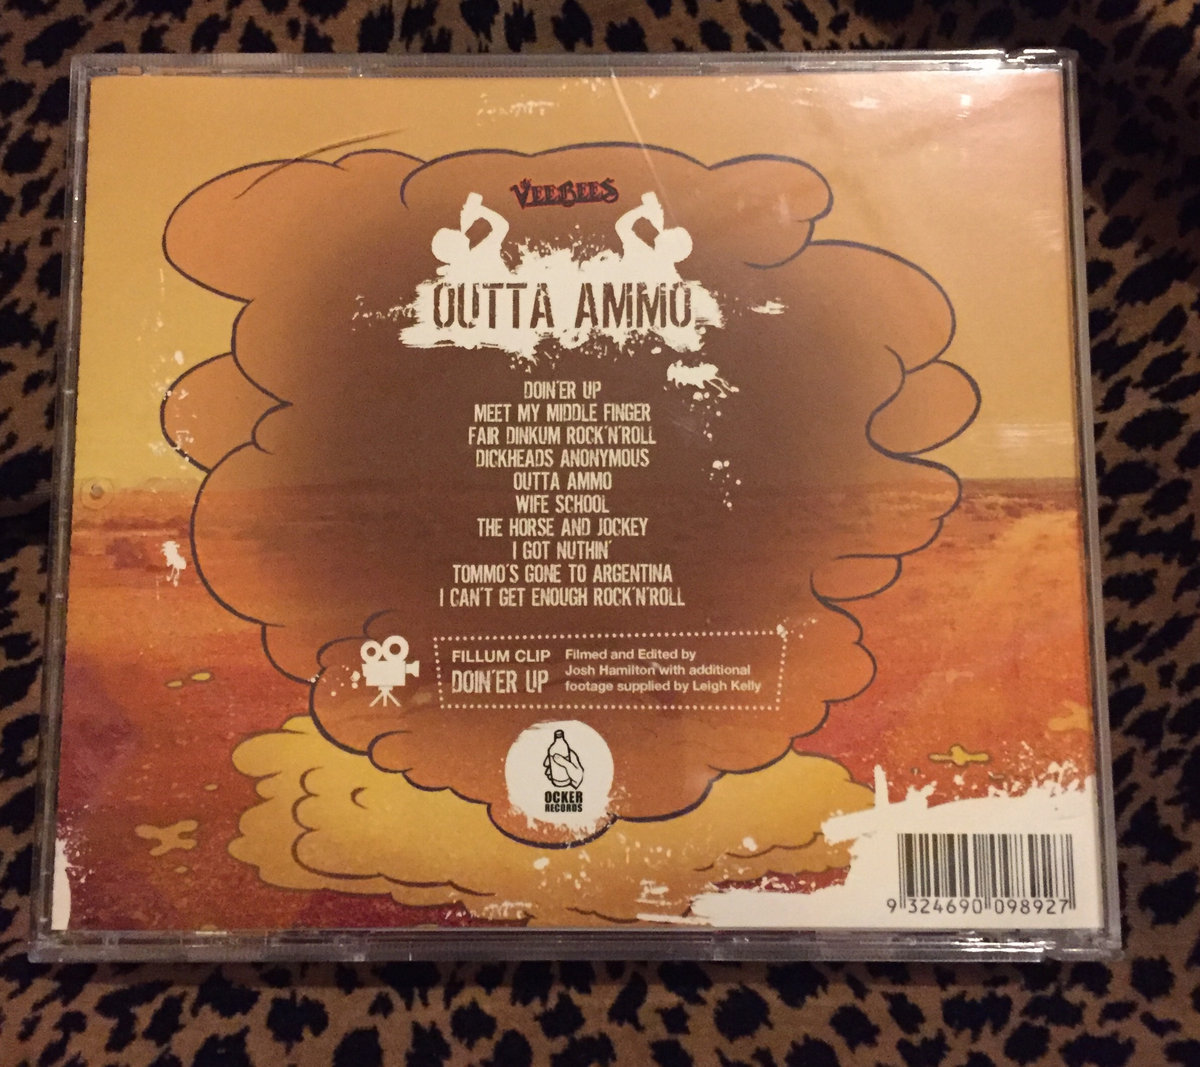 VEEBEES
OUTTA AMMO
DOIN'ER UP
MEET MY MIDDLE FINGER
FAIR DINKUM ROCK'N'ROLL
DICKHEADS ANONYMOUS
OUTTA AMMO
WIFE SCHOOL
THE HORSE AND JOCKEY
I GOT NUTHIN'
TOMMO'S GONE TO ARGENTINA
I CAN'T GET ENOUGH ROCK'N'ROLL
FILLUM CLIP
DOIN'ER UP
Filmed and Edited by
Josh Hamilton with additional
footage supplied by Leigh Kelly
OCKER
RECORDS
9 324690 098927